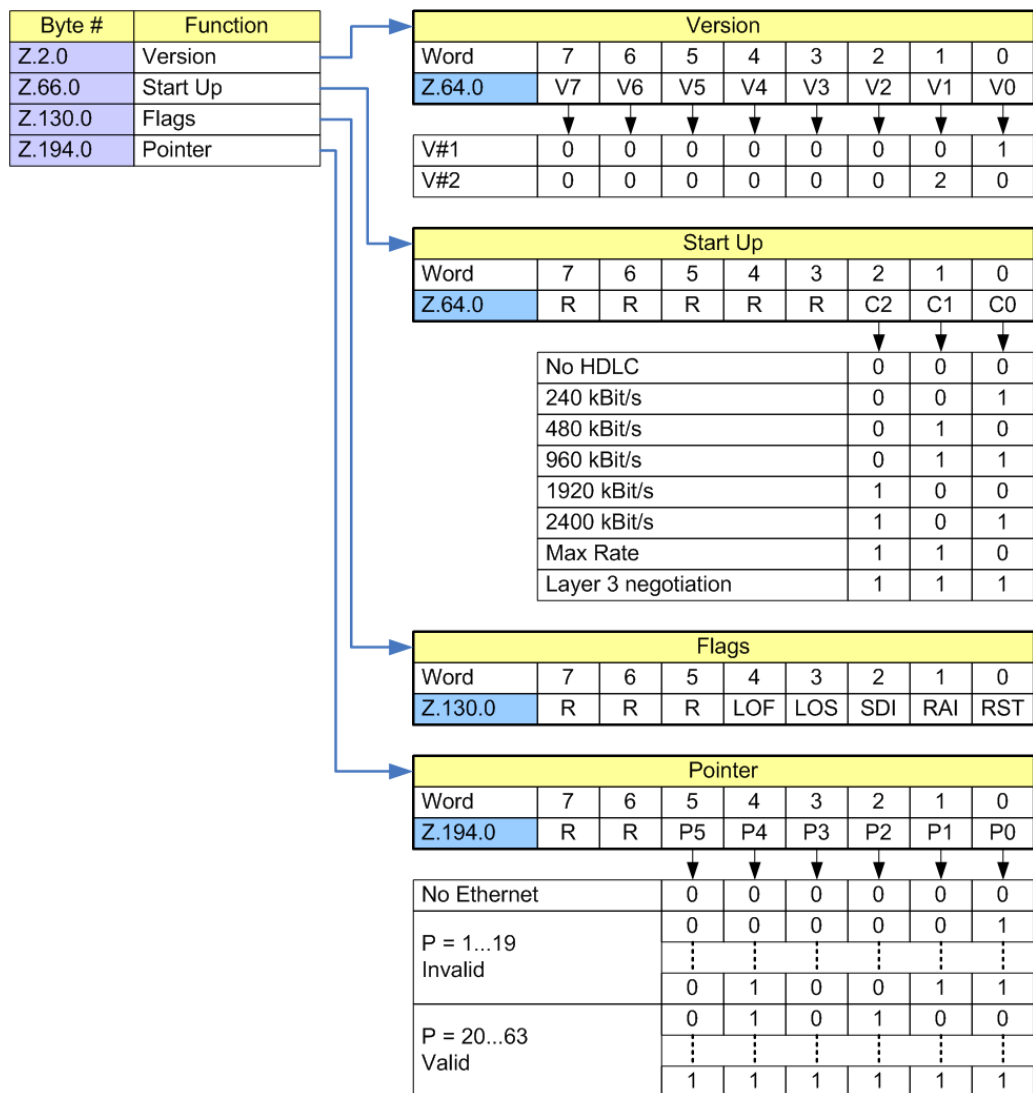 Byte # Function
Z.2.0 Version
Z.66.0 Start Up
Z.130.0 Flags
Z.194.0 Pointer
Version
Word 7 6 5 4 3 2 1 0
Z.64.0 V7 V6 V5 V4 V3 V2 V1 V0
V#1 0 0 0 0 0 0 0 1
V#2 0 0 0 0 0 0 2 0
Start Up
Word 7 6 5 4 3 2 1 0
Z.64.0 R R R R R C2 C1 C0
No HDLC 0 0 0
240 kBit/s 0 0 1
480 kBit/s 0 1 0
960 kBit/s 0 1 1
1920 kBit/s 1 0 0
2400 kBit/s 1 0 1
Max Rate 1 1 0
Layer 3 negotiation 1 1 1
Flags
Word 7 6 5 4 3 2 1 0
Z.130.0 R R R LOF LOS SDI RAI RST
Pointer
Word 7 6 5 4 3 2 1 0
Z.194.0 R R P5 P4 P3 P2 P1 P0
No Ethernet 0 0 0 0 0 0
0 0 0 0 0 1
P = 1...19
Invalid
0 1 0 0 1 1
0 1 0 1 0 0
P = 20...63
Valid
1 1 1 1 1 1